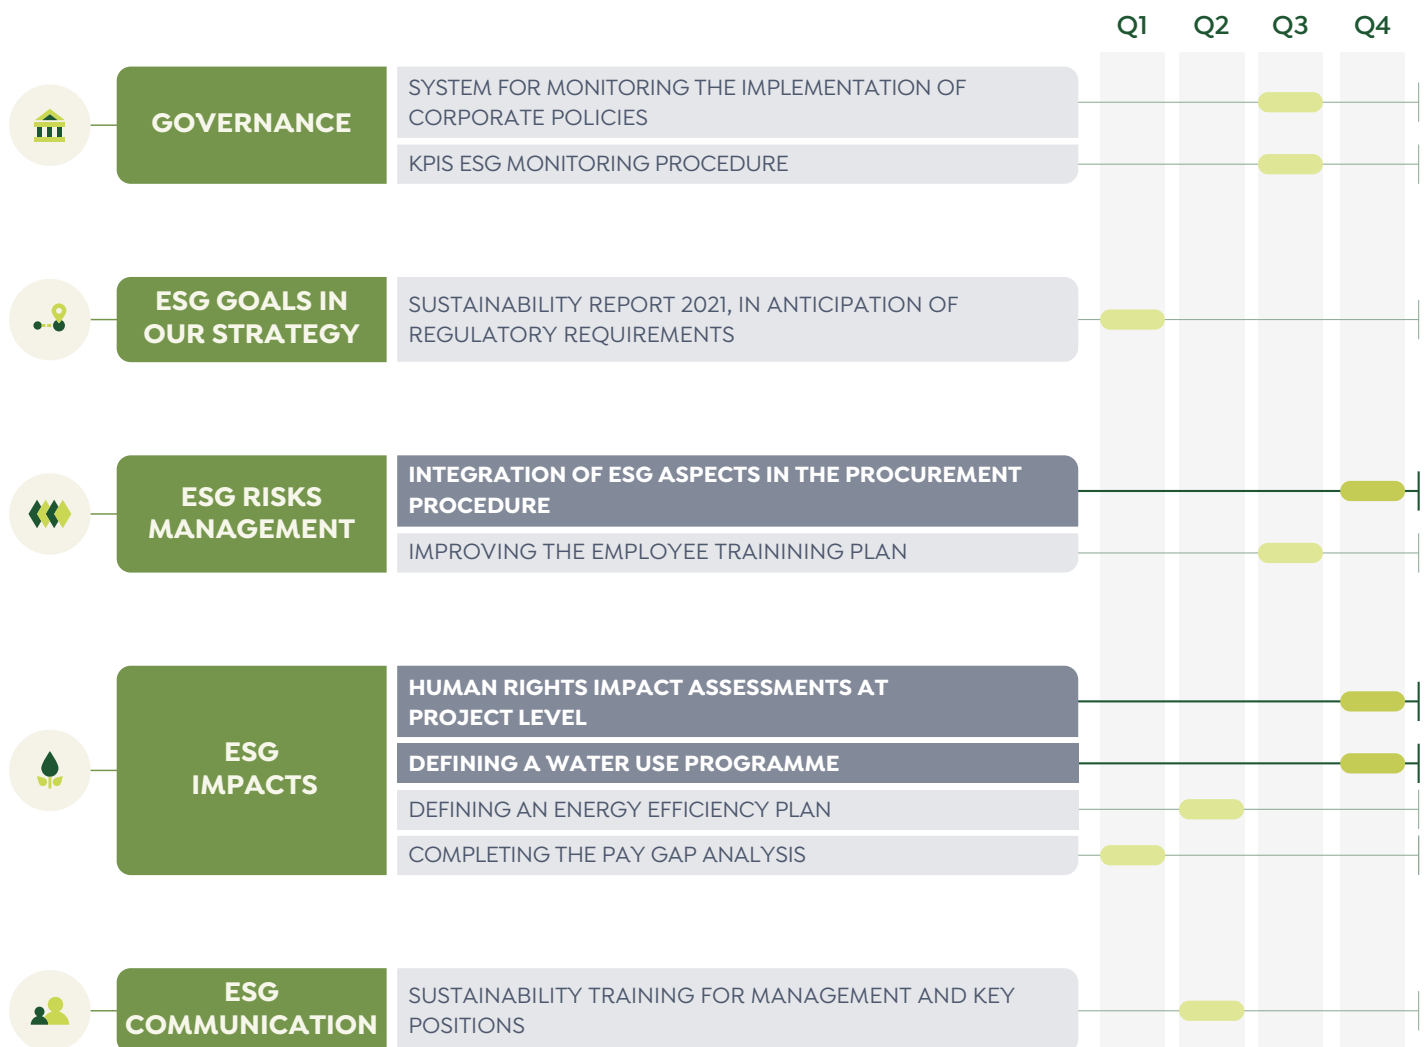 Q1 Q2 Q3 Q4
GOVERNANCE
SYSTEM FOR MONITORING THE IMPLEMENTATION OF
CORPORATE POLICIES
KPIS ESG MONITORING PROCEDURE
ESG GOALS IN
OUR STRATEGY
SUSTAINABILITY REPORT 2021, IN ANTICIPATION OF
REGULATORY REQUIREMENTS
ESG RISKS
MANAGEMENT
INTEGRATION OF ESG ASPECTS IN THE PROCUREMENT
PROCEDURE
IMPROVING THE EMPLOYEE TRAININING PLAN
ESG
IMPACTS
HUMAN RIGHTS IMPACT ASSESSMENTS AT
PROJECT LEVEL
DEFINING A WATER USE PROGRAMME
DEFINING AN ENERGY EFFICIENCY PLAN
COMPLETING THE PAY GAP ANALYSIS
ESG
COMMUNICATION
SUSTAINABILITY TRAINING FOR MANAGEMENT AND KEY
POSITIONS